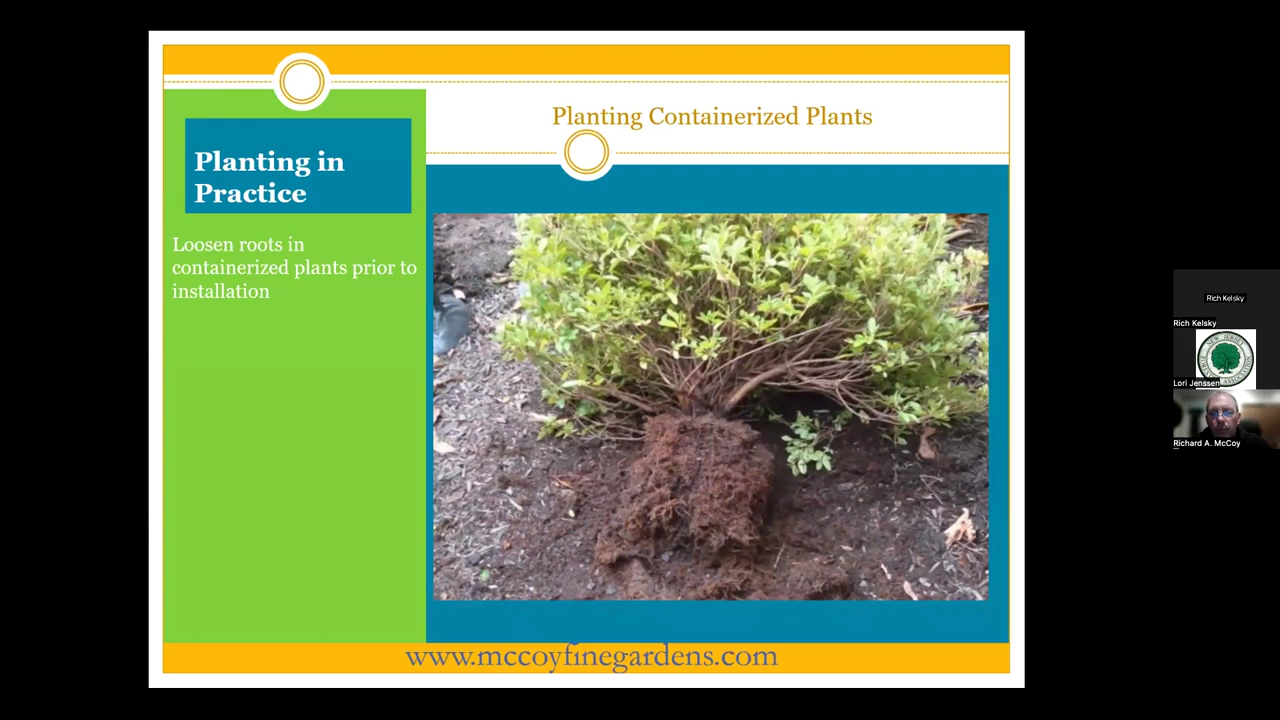 Planting Containerized Plants
Planting in
Practice
Loosen roots in
containerized plants prior to
installation
www.mccoyfinegardens.com
Rich Kelsky
Rich Kelsky
Lori Jenssen
Richard A. McCoy